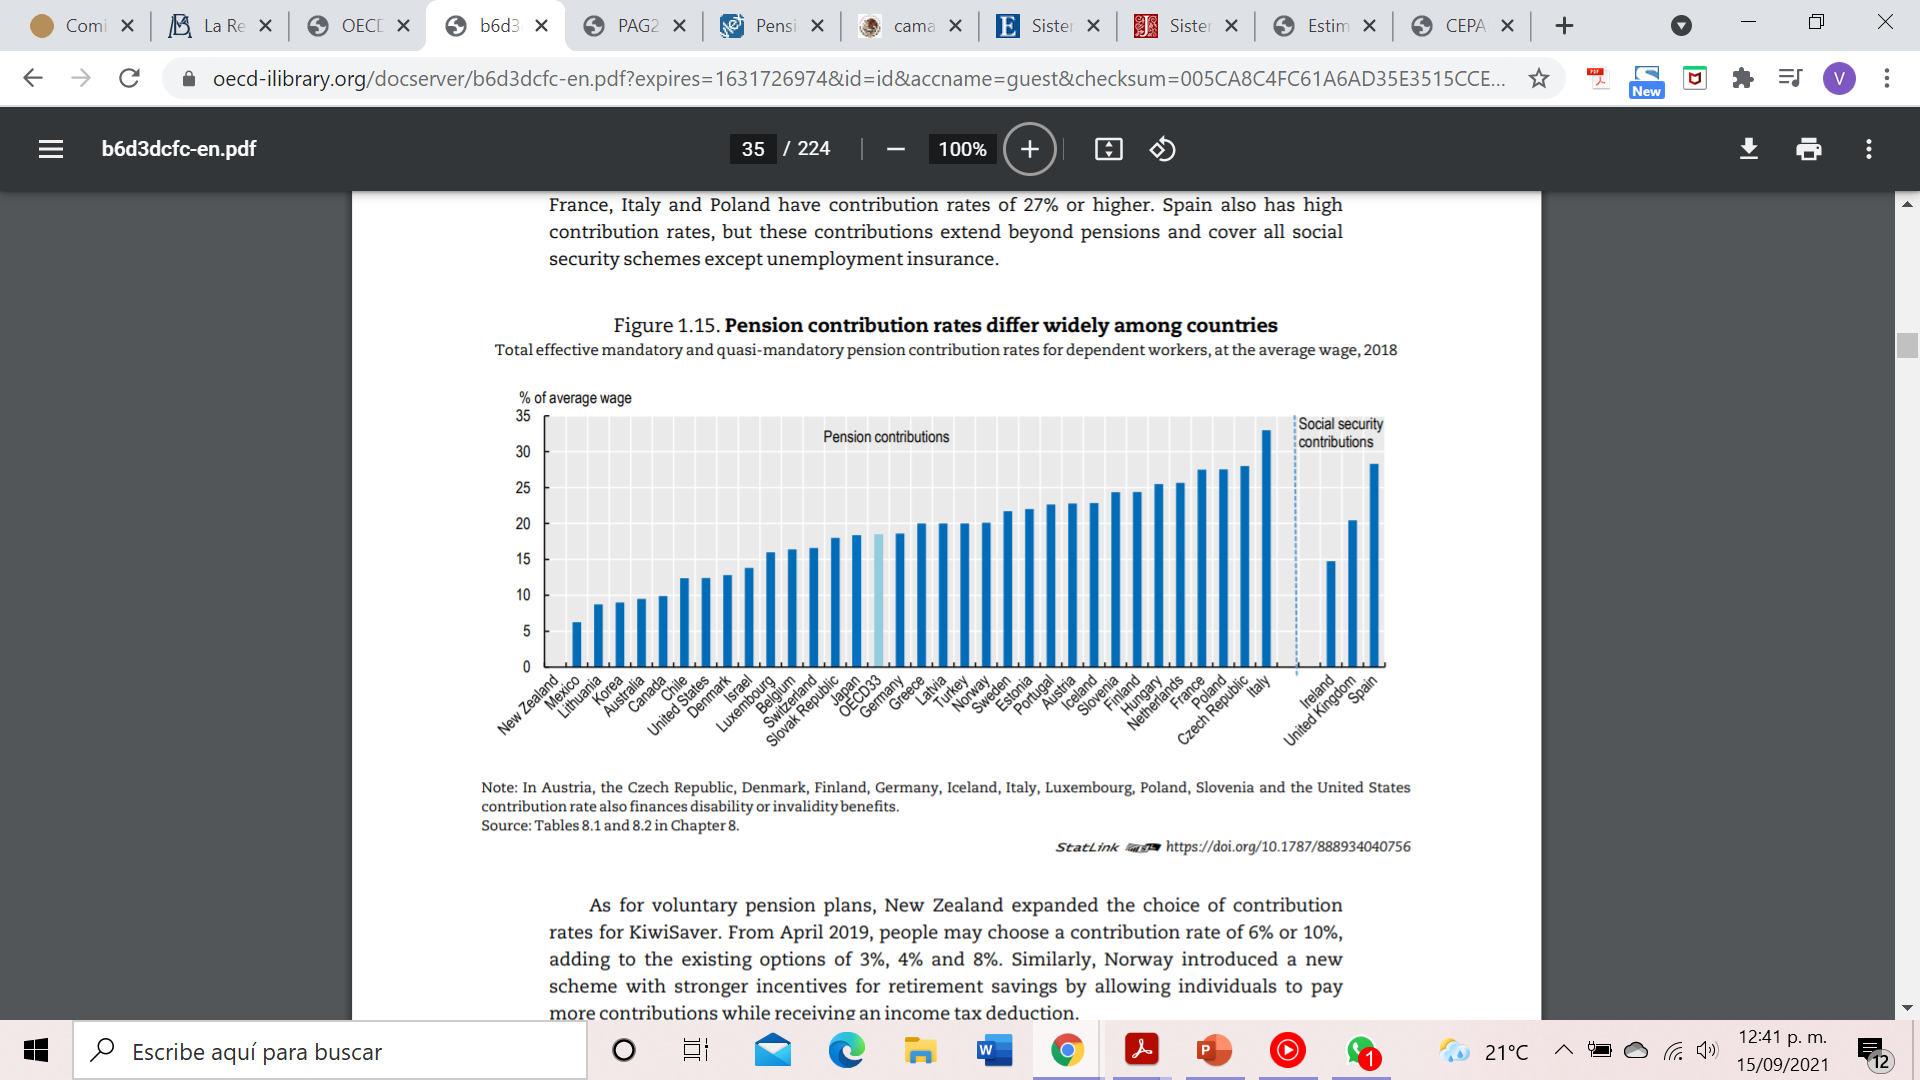 Comi
La Re
OECD
b6d3
PAG2
Pensi
cama
Sister
Sister
Estim
CEPA
oecd-ilibrary.org/docserver/b6d3dcfc-en.pdf?expires=1631726974&id=id&accname=guest&checksum=005CA8C4FC61A6AD35E3515CCE...
New
V
b6d3dcfc-en.pdf
35 / 224
100%
France, Italy and Poland have contribution rates of 27% or higher. Spain also has high
contribution rates, but these contributions extend beyond pensions and cover all social
security schemes except unemployment insurance.
Figure 1.15. Pension contribution rates differ widely among countries
Total effective mandatory and quasi-mandatory pension contribution rates for dependent workers, at the average wage, 2018
% of average wage
35
30
25
20
15
10
5
0
Pension contributions
Social security
contributions
New Zealand
Mexico
Lithuania
Korea
Australia
Canada
Chile
United States
Denmark
Israel
Luxembourg
Belgium
Switzerland
Slovak Republic
Japan
OECD33
Germany
Greece
Latvia
Turkey
Norway
Sweden
Estonia
Portugal
Austria
Iceland
Slovenia
Finland
Hungary
Netherlands
France
Poland
Czech Republic
Italy
Ireland
United Kingdom
Spain
Note: In Austria, the Czech Republic, Denmark, Finland, Germany, Iceland, Italy, Luxembourg, Poland, Slovenia and the United States
contribution rate also finances disability or invalidity benefits.
Source: Tables 8.1 and 8.2 in Chapter 8.
StatLink https://doi.org/10.1787/888934040756
As for voluntary pension plans, New Zealand expanded the choice of contribution
rates for KiwiSaver. From April 2019, people may choose a contribution rate of 6% or 10%,
adding to the existing options of 3%, 4% and 8%. Similarly, Norway introduced a new
scheme with stronger incentives for retirement savings by allowing individuals to pay
more contributions while receiving an income tax deduction.
Escribe aquí para buscar
1
21°C
12:41 p. m.
15/09/2021
12